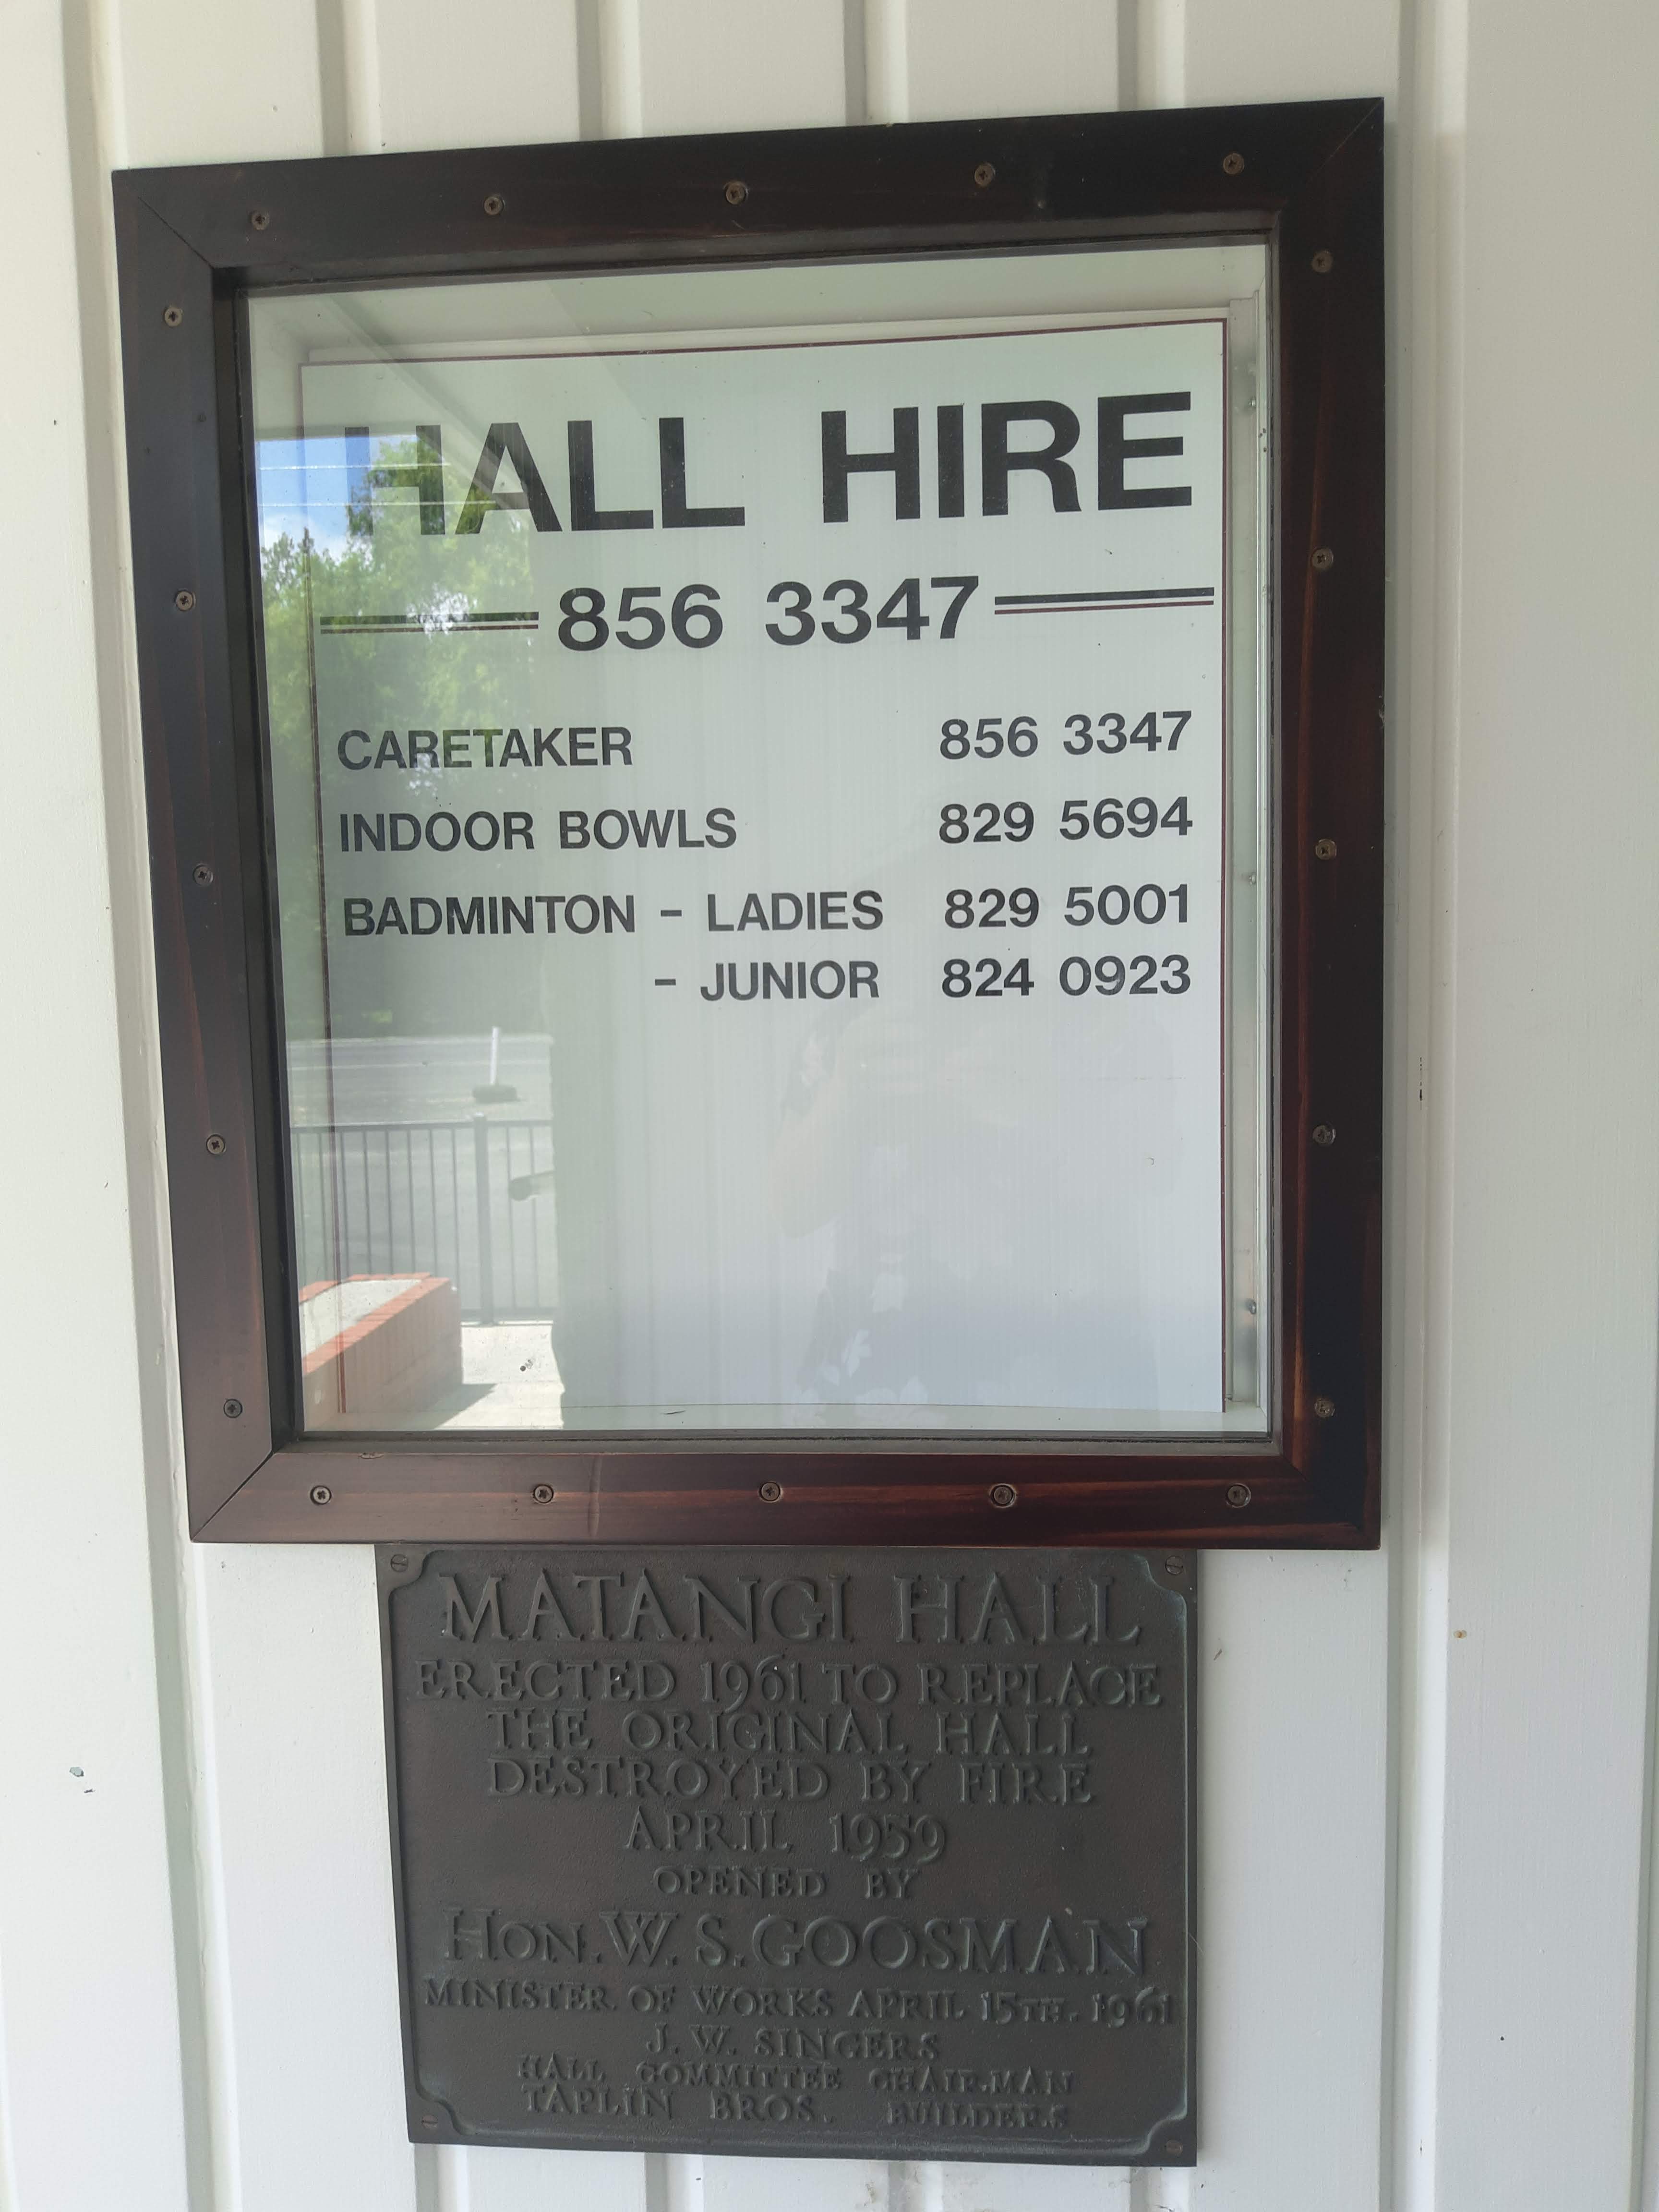 HALL HIRE
856 3347
CARETAKER 856 3347
INDOOR BOWLS 829 5694
BADMINTON - LADIES 829 5001
- JUNIOR 824 0923
MATANGI HALL
ERECTED 1961 TO REPLACE
THE ORIGINAL HALL
DESTROYED BY FIRE
APRIL 1959
OPENED BY
HON. W. S. GOOSMAN
MINISTER OF WORKS APRIL 15TH. 1961
J. W. SINGERS
HALL COMMITTEE CHAIRMAN
TAPLIN BROS. BUILDERS